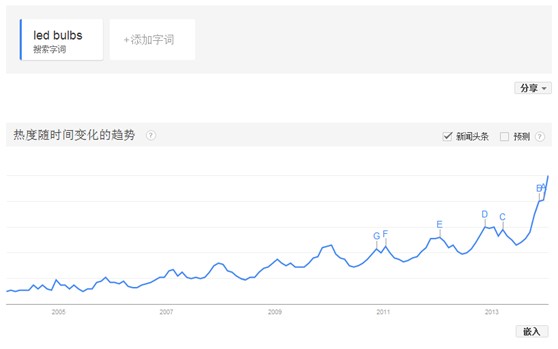 led bulbs
搜索字词
+添加字词
分享
热度随时间变化的趋势 ?
新闻头条 预测 ?
A
D C
G F E
2005 2007 2009 2011 2013
嵌入